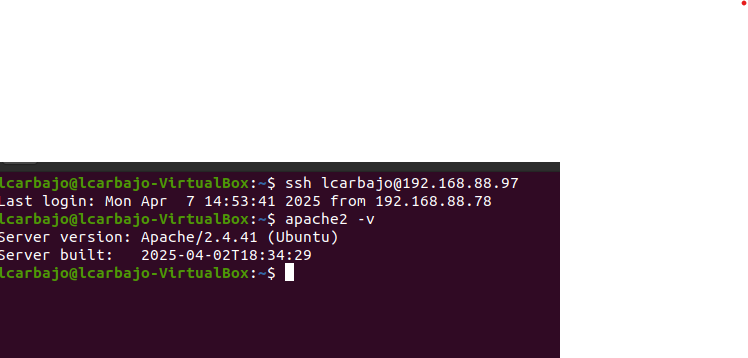 lcarbajo@lcarbajo-VirtualBox:~$ ssh lcarbajo@192.168.88.97
Last login: Mon Apr  7 14:53:41 2025 from 192.168.88.78
lcarbajo@lcarbajo-VirtualBox:~$ apache2 -v
Server version: Apache/2.4.41 (Ubuntu)
Server built:   2025-04-02T18:34:29
lcarbajo@lcarbajo-VirtualBox:~$